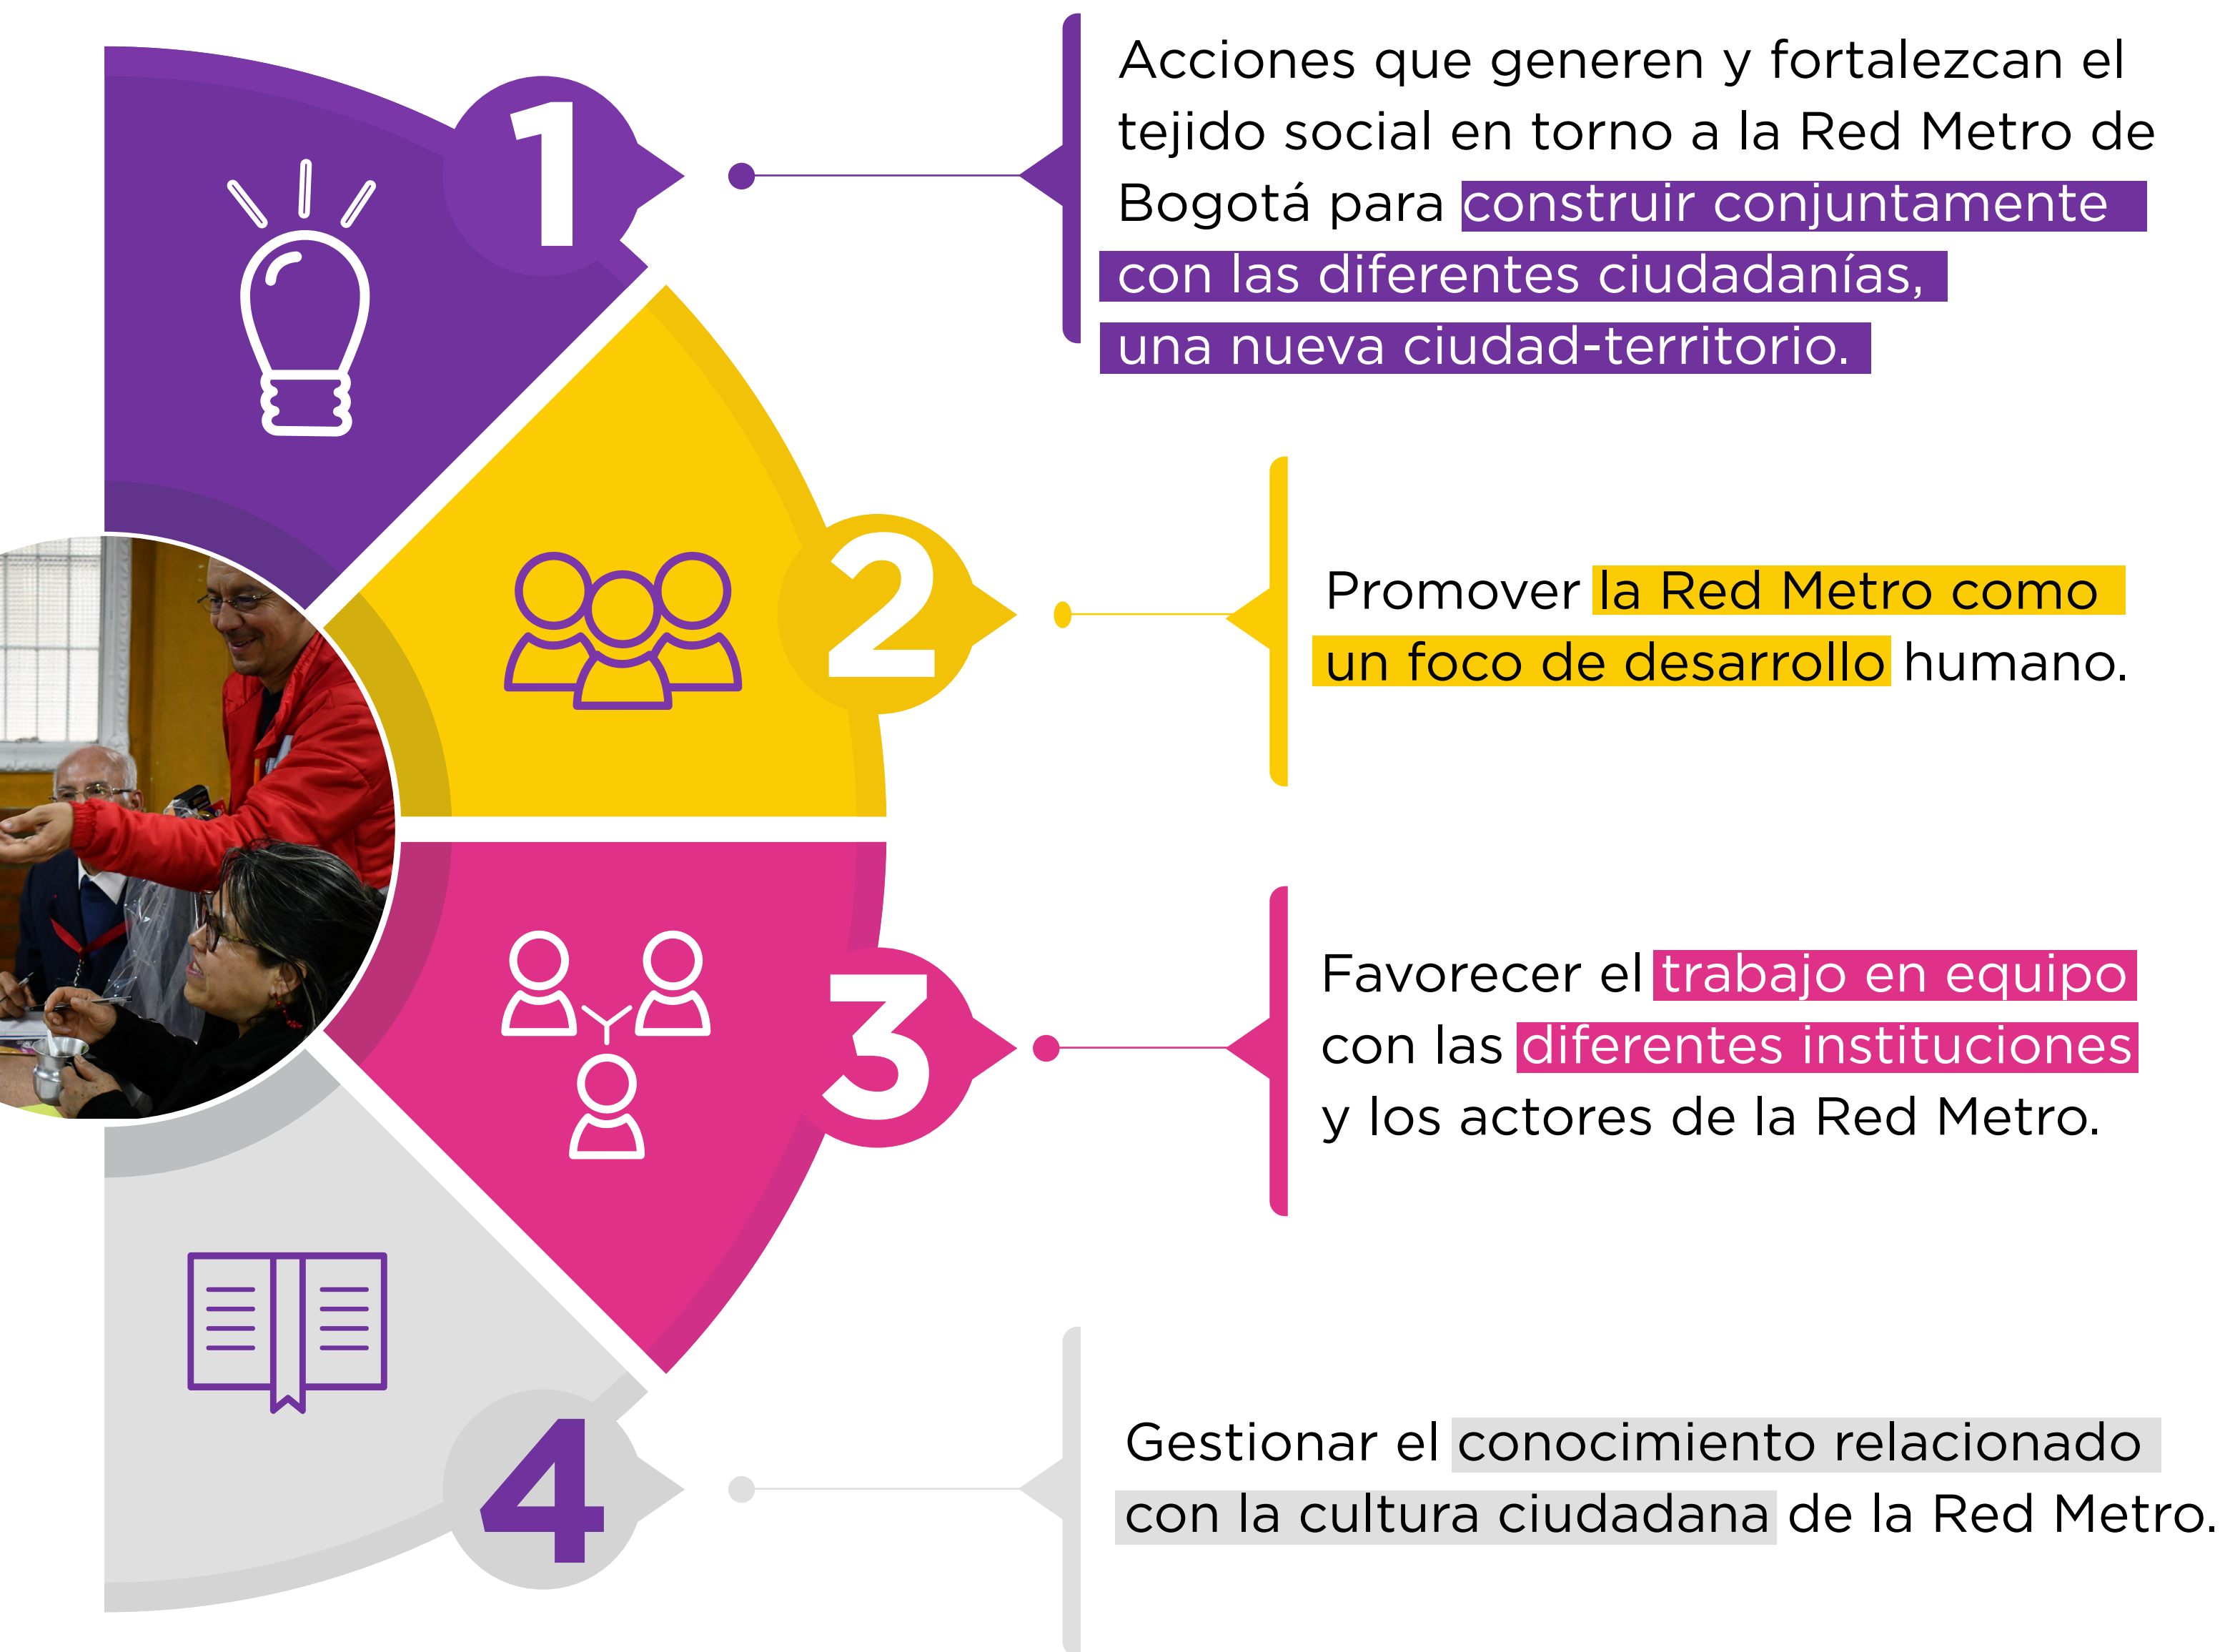 1
Acciones que generen y fortalezcan el
tejido social en torno a la Red Metro de
Bogotá para construir conjuntamente
con las diferentes ciudadanías,
una nueva ciudad-territorio.
2
Promover la Red Metro como
un foco de desarrollo humano.
3
Favorecer el trabajo en equipo
con las diferentes instituciones
y los actores de la Red Metro.
4
Gestionar el conocimiento relacionado
con la cultura ciudadana de la Red Metro.